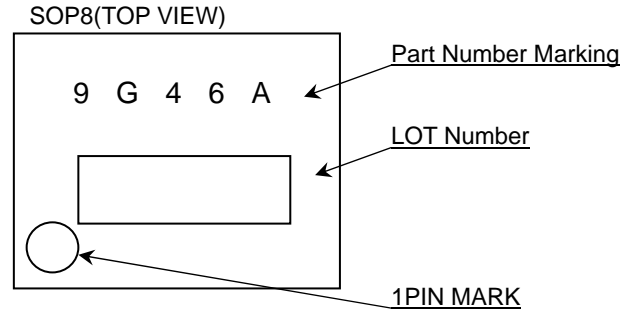 SOP8(TOP VIEW)
Part Number Marking
9 G 4 6 A
LOT Number
1PIN MARK